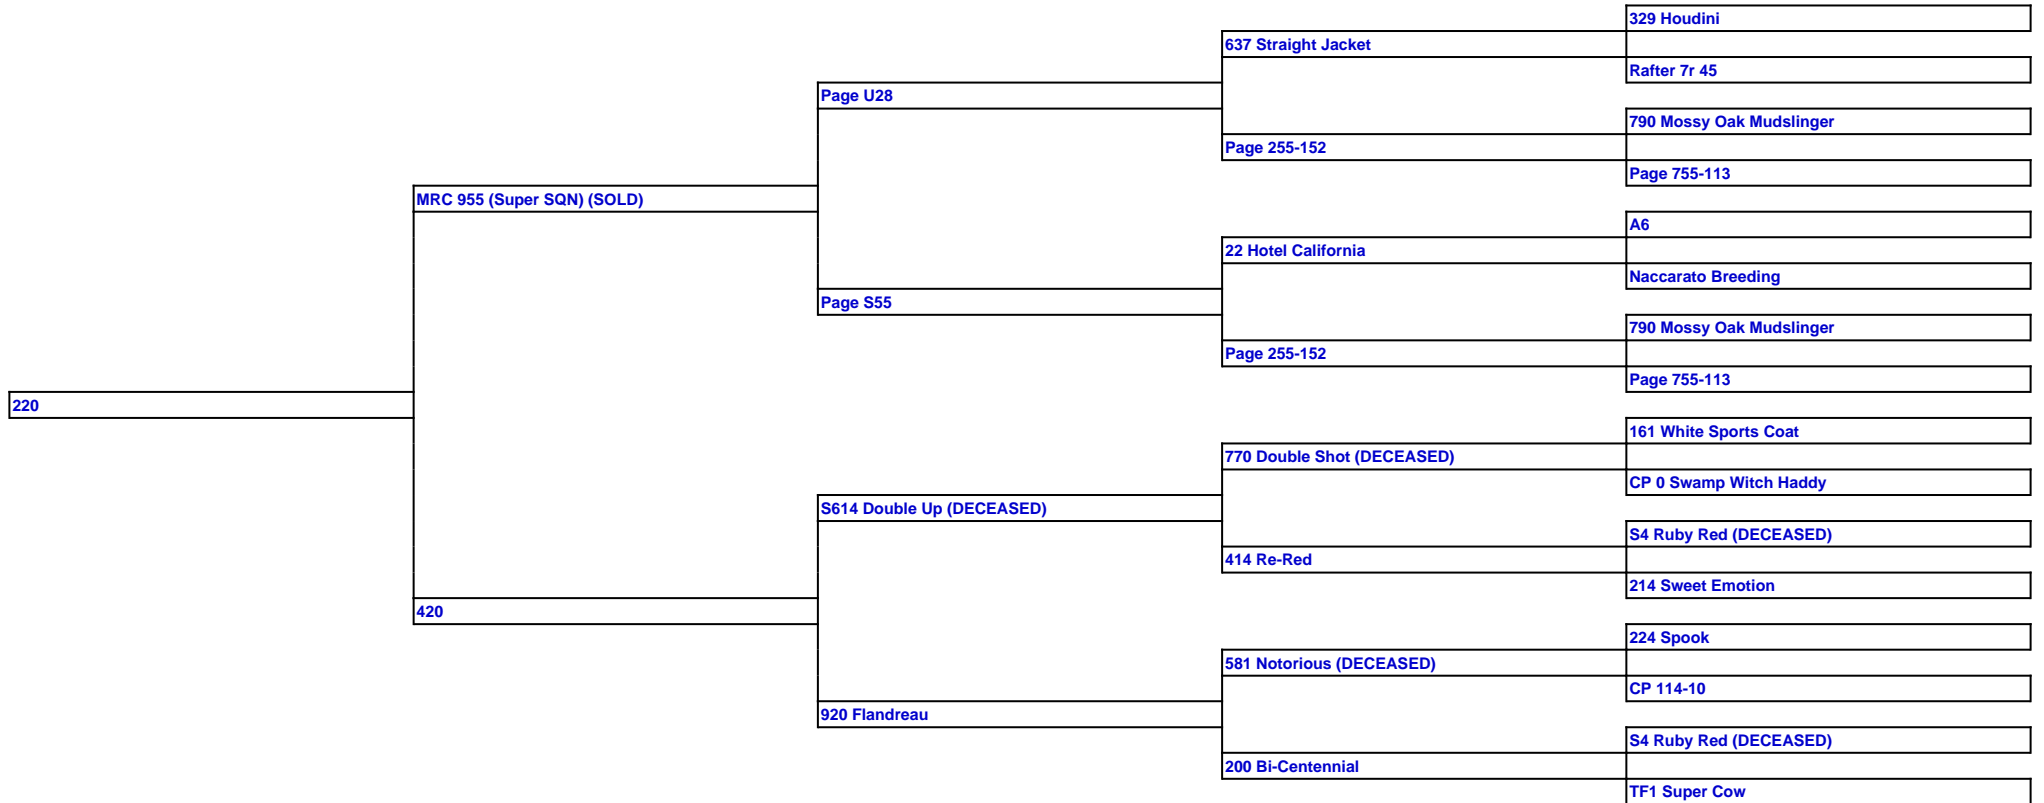 329 Houdini
637 Straight Jacket
Rafter 7r 45
Page U28
790 Mossy Oak Mudslinger
Page 255-152
Page 755-113
MRC 955 (Super SQN) (SOLD)
A6
22 Hotel California
Naccarato Breeding
Page S55
790 Mossy Oak Mudslinger
Page 255-152
Page 755-113
220
161 White Sports Coat
770 Double Shot (DECEASED)
CP 0 Swamp Witch Haddy
S614 Double Up (DECEASED)
S4 Ruby Red (DECEASED)
414 Re-Red
214 Sweet Emotion
420
224 Spook
581 Notorious (DECEASED)
CP 114-10
920 Flandreau
S4 Ruby Red (DECEASED)
200 Bi-Centennial
TF1 Super Cow